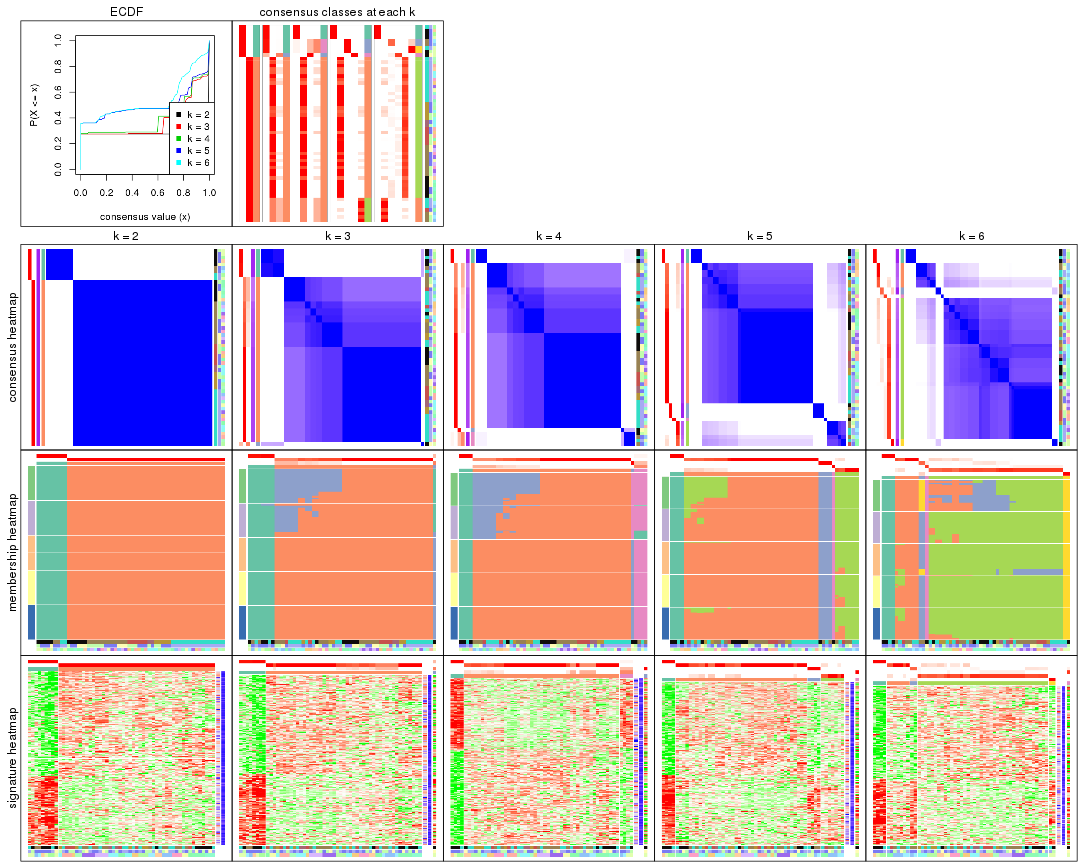 ECDF
consensus classes at each k
P(X <= x)
1.0
0.8
0.6
0.4
0.2
0.0
k = 2
k = 3
k = 4
k = 5
k = 6
0.0 0.2 0.4 0.6 0.8 1.0
consensus value (x)
k = 2
k = 3
k = 4
k = 5
k = 6
consensus heatmap
membership heatmap
signature heatmap